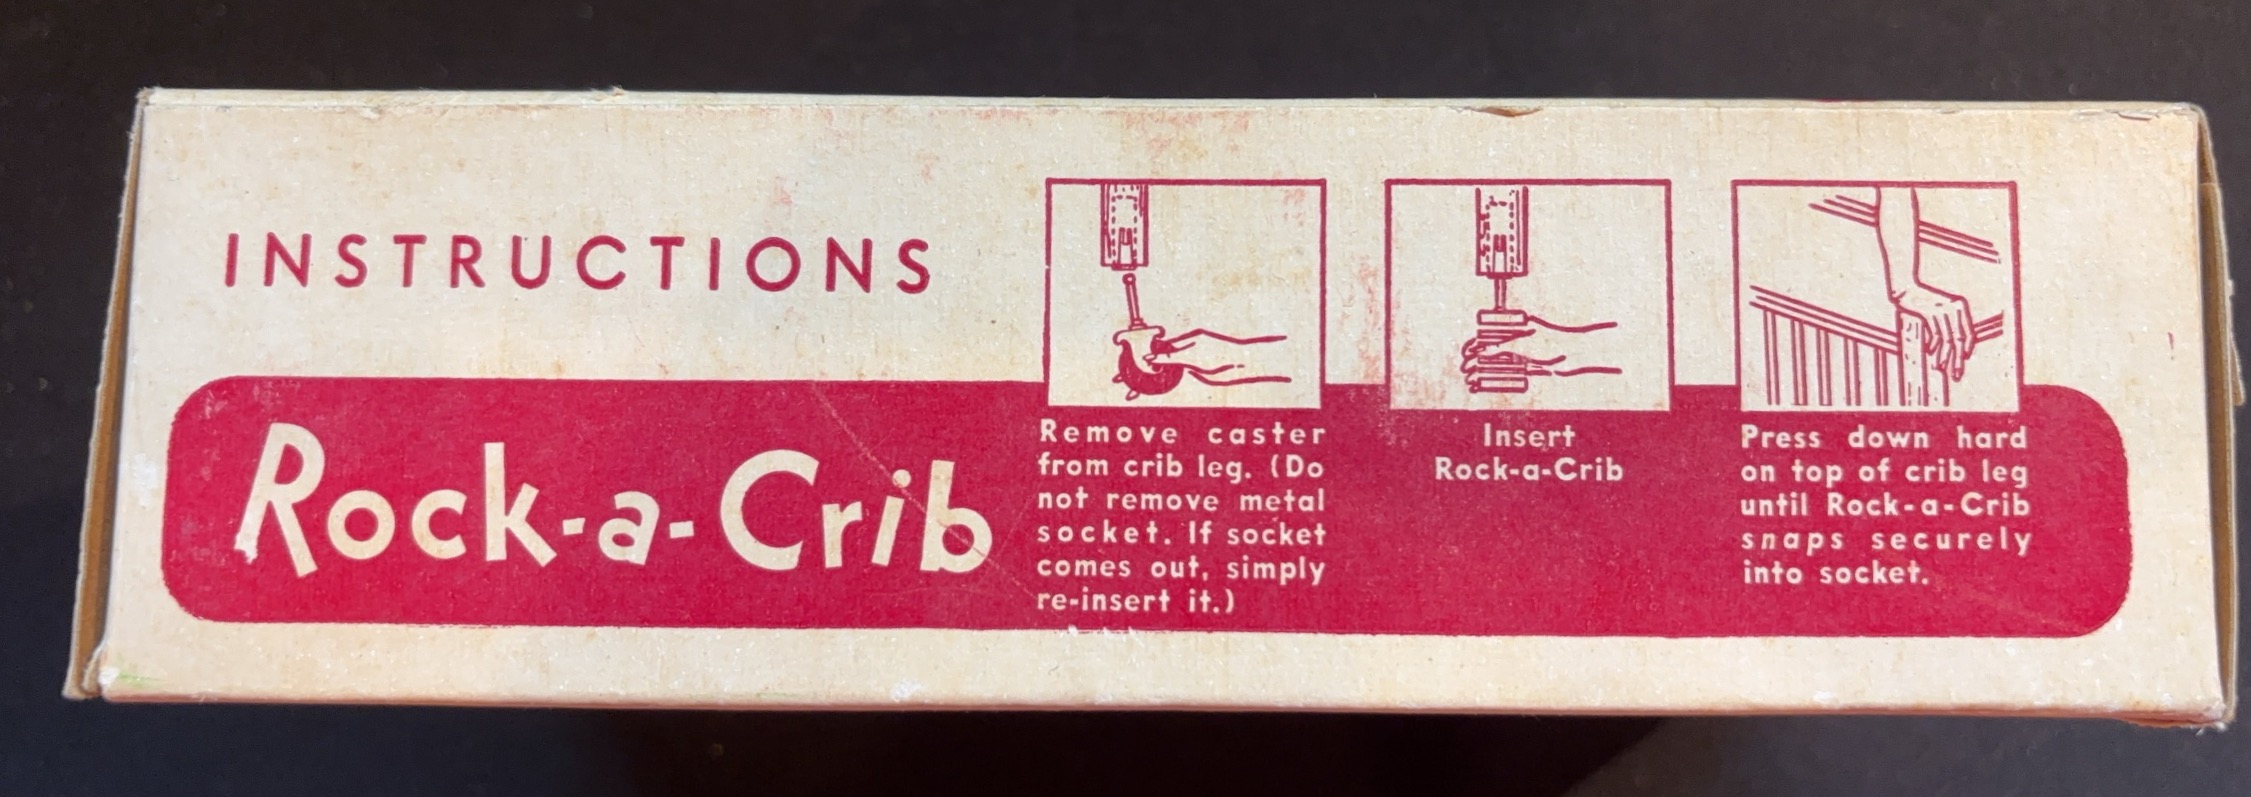 INSTRUCTIONS
Rock-a-Crib
Remove caster
from crib leg. (Do
not remove metal
socket. If socket
comes out, simply
re-insert it.)
Insert
Rock-a-Crib
Press down hard
on top of crib leg
until Rock-a-Crib
snaps securely
into socket.